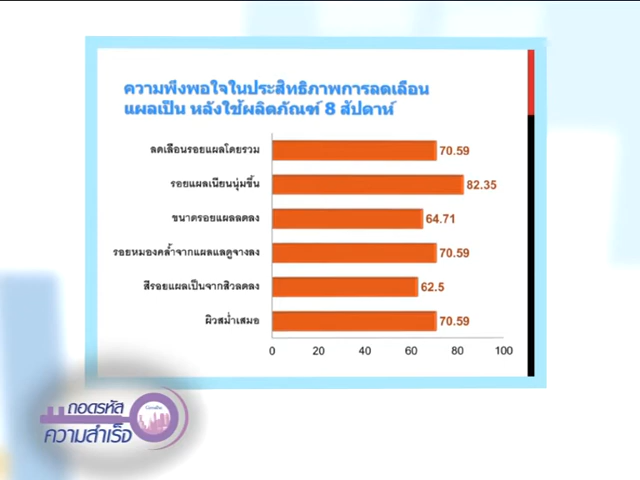 ความพึงพอใจในประสิทธิภาพการลดเลือน
แผลเป็น หลังใช้ผลิตภัณฑ์ 8 สัปดาห์
ลดเลือนรอยแผลโดยรวม 70.59
รอยแผลเนียนนุ่มขึ้น 82.35
ขนาดรอยแผลลดลง 64.71
รอยหมองคล้ำจากแผลแลดูจางลง 70.59
สีรอยแผลเป็นจากสิวลดลง 62.5
ผิวสม่ำเสมอ 70.59
0 20 40 60 80 100
ถอดรหัส
ความสำเร็จ